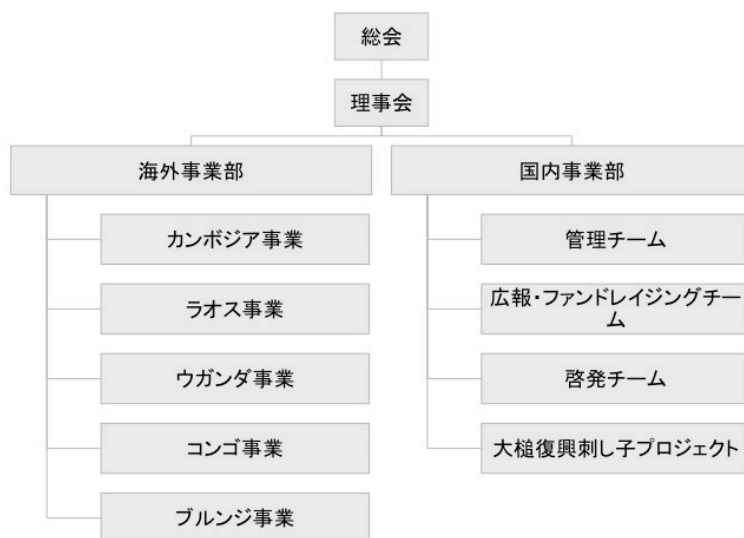 総会
理事会
海外事業部
国内事業部
カンボジア事業
ラオス事業
ウガンダ事業
コンゴ事業
ブルンジ事業
管理チーム
広報・ファンドレイジングチー
ム
啓発チーム
大槌復興刺し子プロジェクト